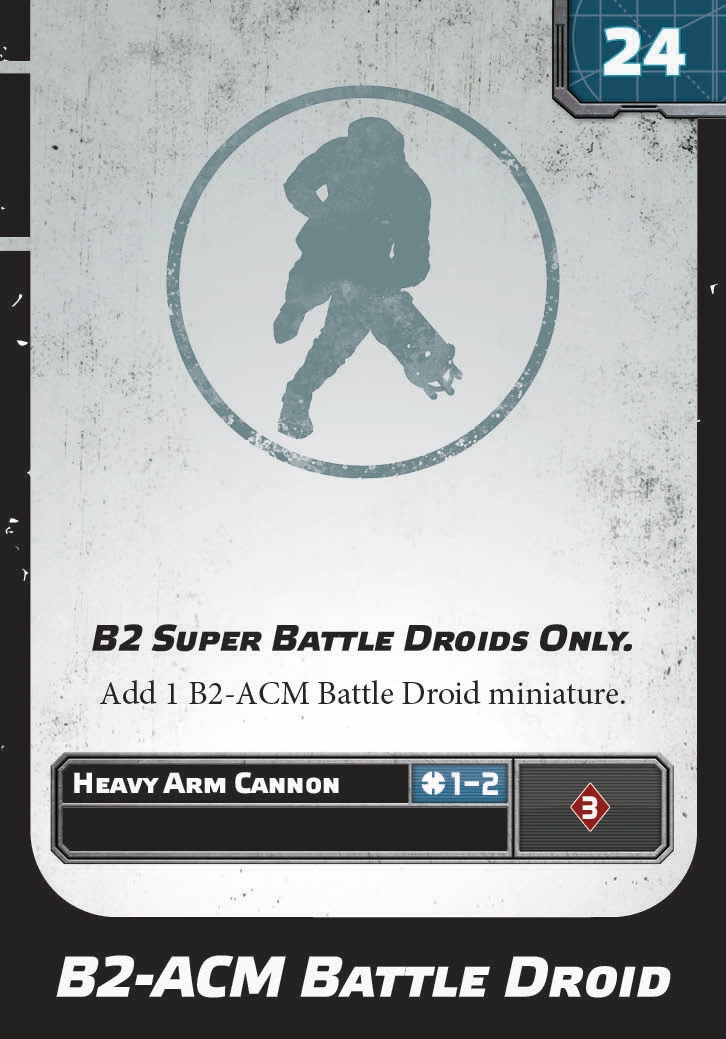 24
B2 Super Battle Droids Only.
Add 1 B2-ACM Battle Droid miniature.
Heavy Arm Cannon 1–2 3
B2-ACM Battle Droid